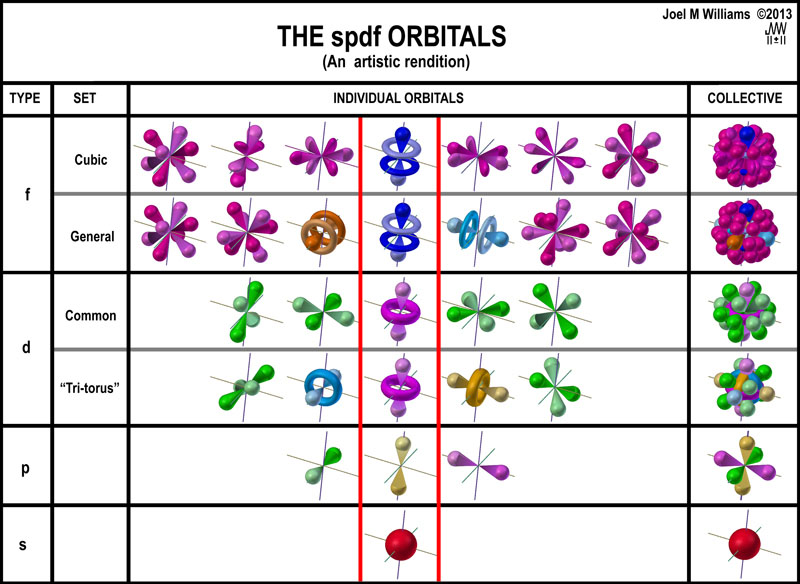 Joel M Williams ©2013
THE spdf ORBITALS
(An artistic rendition)
TYPE SET INDIVIDUAL ORBITALS COLLECTIVE
f
Cubic
General
d
Common
“Tri-torus”
p
s